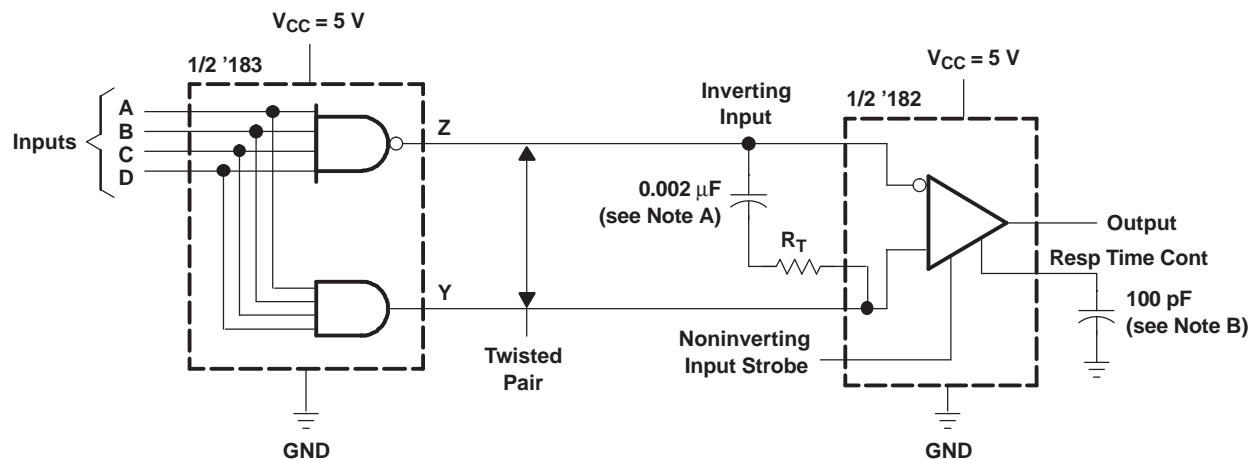 VCC = 5 V
1/2 '183
Inputs
A
B
C
D
Z
Y
Twisted
Pair
GND
Inverting
Input
0.002 μF
(see Note A)
RT
VCC = 5 V
1/2 '182
Output
Resp Time Cont
100 pF
(see Note B)
Noninverting
Input Strobe
GND